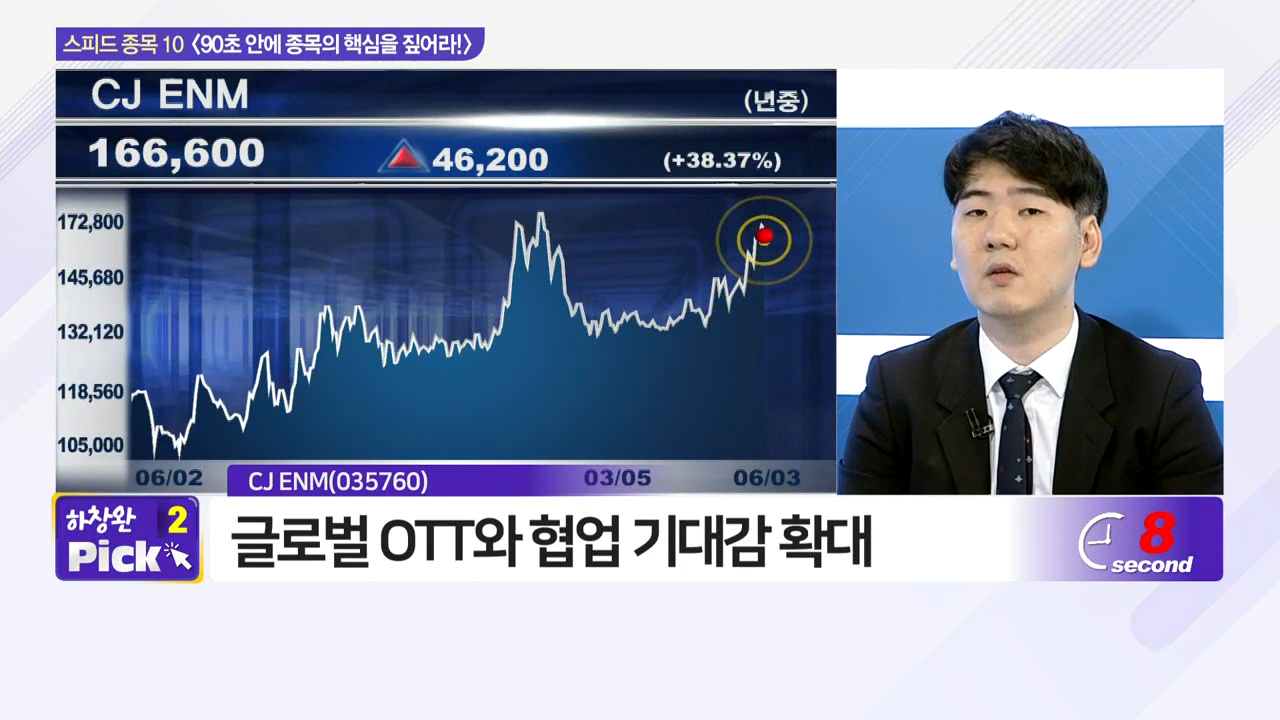 스피드 종목 10 〈90초 안에 종목의 핵심을 짚어라!〉
CJ ENM
(년중)
166,600
46,200
(+38.37%)
172,800
145,680
132,120
118,560
105,000
06/02
03/05
06/03
CJ ENM(035760)
하창완 2
Pick
글로벌 OTT와 협업 기대감 확대
8
second